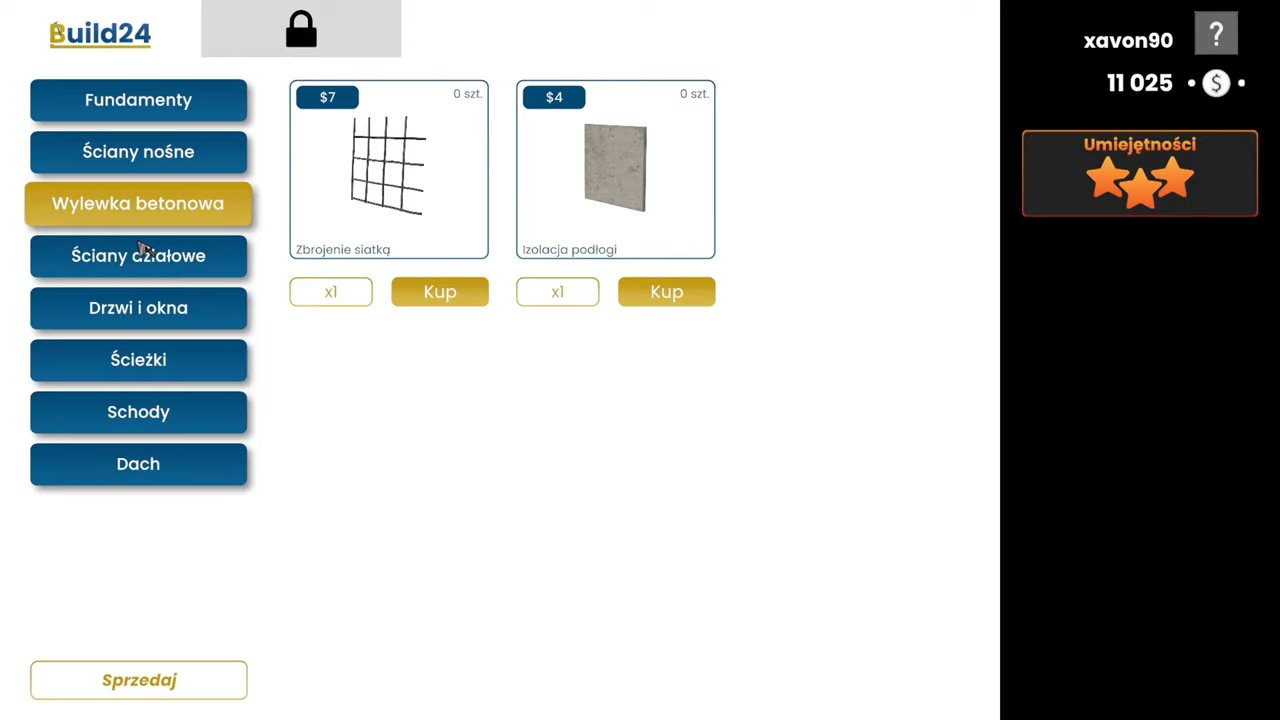 Build24
Fundamenty
Ściany nośne
Wylewka betonowa
Ściany działowe
Drzwi i okna
Ścieżki
Schody
Dach
Sprzedaj
$7
0 szt.
Zbrojenie siatką
x1
Kup
$4
0 szt.
Izolacja podłogi
x1
Kup
xavon90
?
11 025
$
Umiejętności